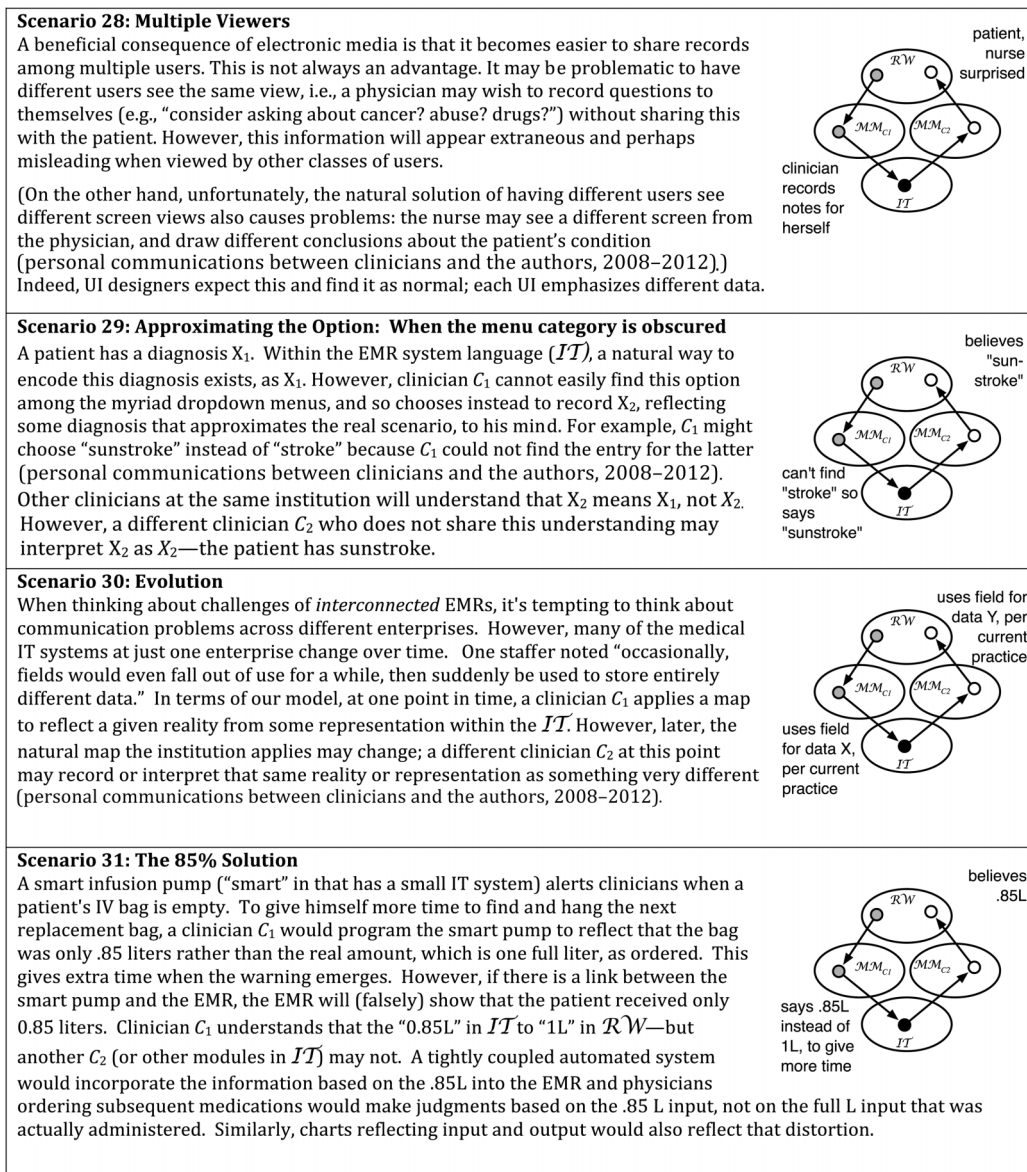 Scenario 28: Multiple Viewers
A beneficial consequence of electronic media is that it becomes easier to share records
among multiple users. This is not always an advantage. It may be problematic to have
different users see the same view, i.e., a physician may wish to record questions to
themselves (e.g., “consider asking about cancer? abuse? drugs?”) without sharing this
with the patient. However, this information will appear extraneous and perhaps
misleading when viewed by other classes of users.
(On the other hand, unfortunately, the natural solution of having different users see
different screen views also causes problems: the nurse may see a different screen from
the physician, and draw different conclusions about the patient’s condition
(personal communications between clinicians and the authors, 2008–2012).)
Indeed, UI designers expect this and find it as normal; each UI emphasizes different data.
patient,
nurse
surprised
RW
MM_C1
MM_C2
IT
clinician
records
notes for
herself
Scenario 29: Approximating the Option: When the menu category is obscured
A patient has a diagnosis X₁. Within the EMR system language (IT), a natural way to
encode this diagnosis exists, as X₁. However, clinician C₁ cannot easily find this option
among the myriad dropdown menus, and so chooses instead to record X₂, reflecting
some diagnosis that approximates the real scenario, to his mind. For example, C₁ might
choose “sunstroke” instead of “stroke” because C₁ could not find the entry for the latter
(personal communications between clinicians and the authors, 2008–2012).
Other clinicians at the same institution will understand that X₂ means X₁, not X₂.
However, a different clinician C₂ who does not share this understanding may
interpret X₂ as X₂—the patient has sunstroke.
believes
"sun-
stroke"
RW
MM_C1
MM_C2
IT
can't find
"stroke" so
says
"sunstroke"
Scenario 30: Evolution
When thinking about challenges of interconnected EMRs, it's tempting to think about
communication problems across different enterprises. However, many of the medical
IT systems at just one enterprise change over time. One staffer noted “occasionally,
fields would even fall out of use for a while, then suddenly be used to store entirely
different data.” In terms of our model, at one point in time, a clinician C₁ applies a map
to reflect a given reality from some representation within the IT. However, later, the
natural map the institution applies may change; a different clinician C₂ at this point
may record or interpret that same reality or representation as something very different
(personal communications between clinicians and the authors, 2008–2012).
uses field for
data Y, per
current
practice
RW
MM_C1
MM_C2
IT
uses field
for data X,
per current
practice
Scenario 31: The 85% Solution
A smart infusion pump (“smart” in that has a small IT system) alerts clinicians when a
patient's IV bag is empty. To give himself more time to find and hang the next
replacement bag, a clinician C₁ would program the smart pump to reflect that the bag
was only .85 liters rather than the real amount, which is one full liter, as ordered. This
gives extra time when the warning emerges. However, if there is a link between the
smart pump and the EMR, the EMR will (falsely) show that the patient received only
0.85 liters. Clinician C₁ understands that the “0.85L” in IT to “1L” in RW—but
another C₂ (or other modules in IT) may not. A tightly coupled automated system
would incorporate the information based on the .85L into the EMR and physicians
ordering subsequent medications would make judgments based on the .85 L input, not on the full L input that was
actually administered. Similarly, charts reflecting input and output would also reflect that distortion.
believes
.85L
RW
MM_C1
MM_C2
IT
says .85L
instead of
1L, to give
more time